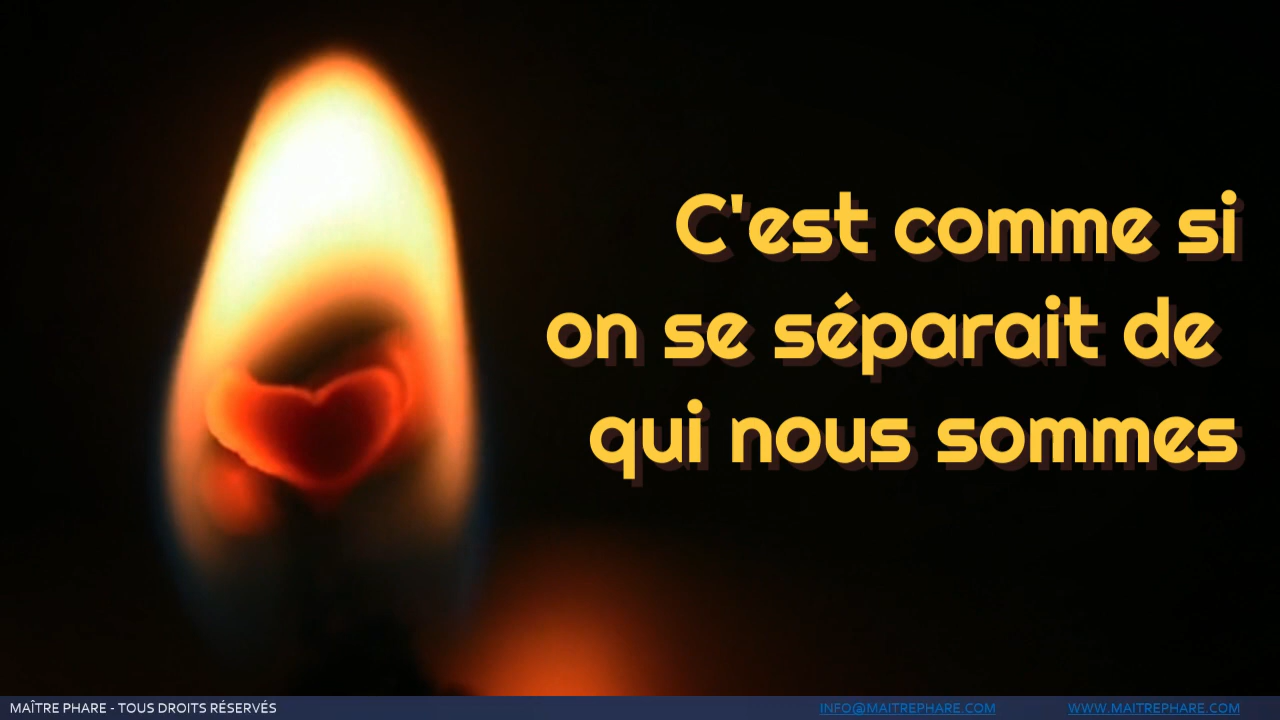 C'est comme si
on se séparait de
qui nous sommes
MAÎTRE PHARE - TOUS DROITS RÉSERVÉS INFO@MAITREPHARE.COM WWW.MAITREPHARE.COM